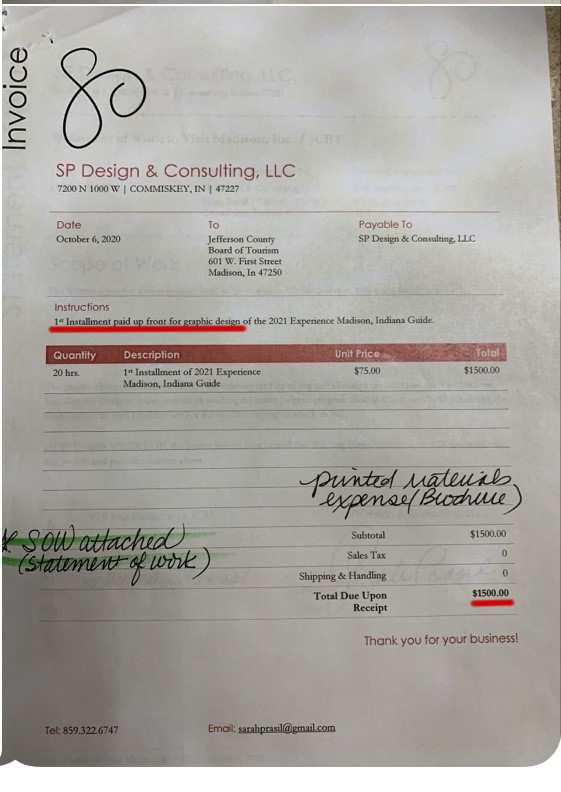 Invoice
SP Design & Consulting, LLC
7200 N 1000 W | COMMISKEY, IN | 47227
Date
To
Payable To
October 6, 2020
Jefferson County
Board of Tourism
601 W. First Street
Madison, In 47250
SP Design & Consulting, LLC
Instructions
1st Installment paid up front for graphic design of the 2021 Experience Madison, Indiana Guide.
Quantity Description Unit Price Total
20 hrs. 1st Installment of 2021 Experience $75.00 $1500.00
Madison, Indiana Guide
printed materials
expense (Brochure)
* SOW attached
(statement of work)
Subtotal $1500.00
Sales Tax 0
Shipping & Handling 0
Total Due Upon $1500.00
Receipt
Thank you for your business!
Tel: 859.322.6747 Email: sarahprasil@gmail.com